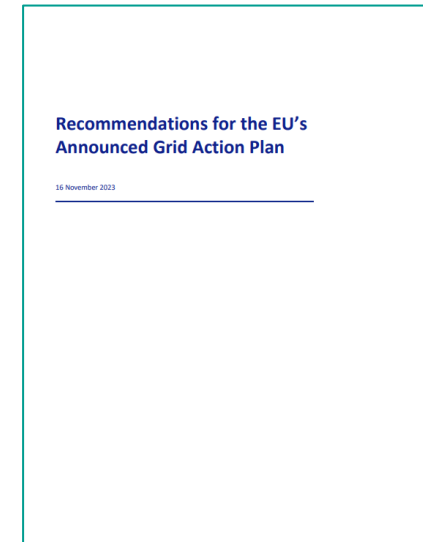 Recommendations for the EU’s
Announced Grid Action Plan
16 November 2023